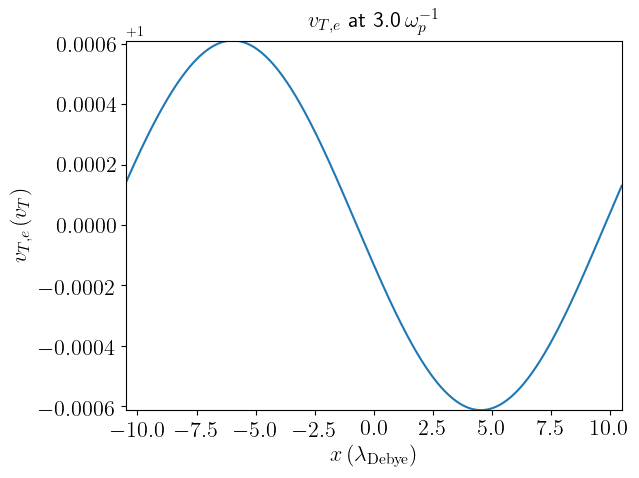 v_{T,e} at 3.0 ω_p^{-1}
+1
0.0006
0.0004
0.0002
0.0000
−0.0002
−0.0004
−0.0006
v_{T,e} (v_T)
−10.0 −7.5 −5.0 −2.5 0.0 2.5 5.0 7.5 10.0
x (λ_{Debye})